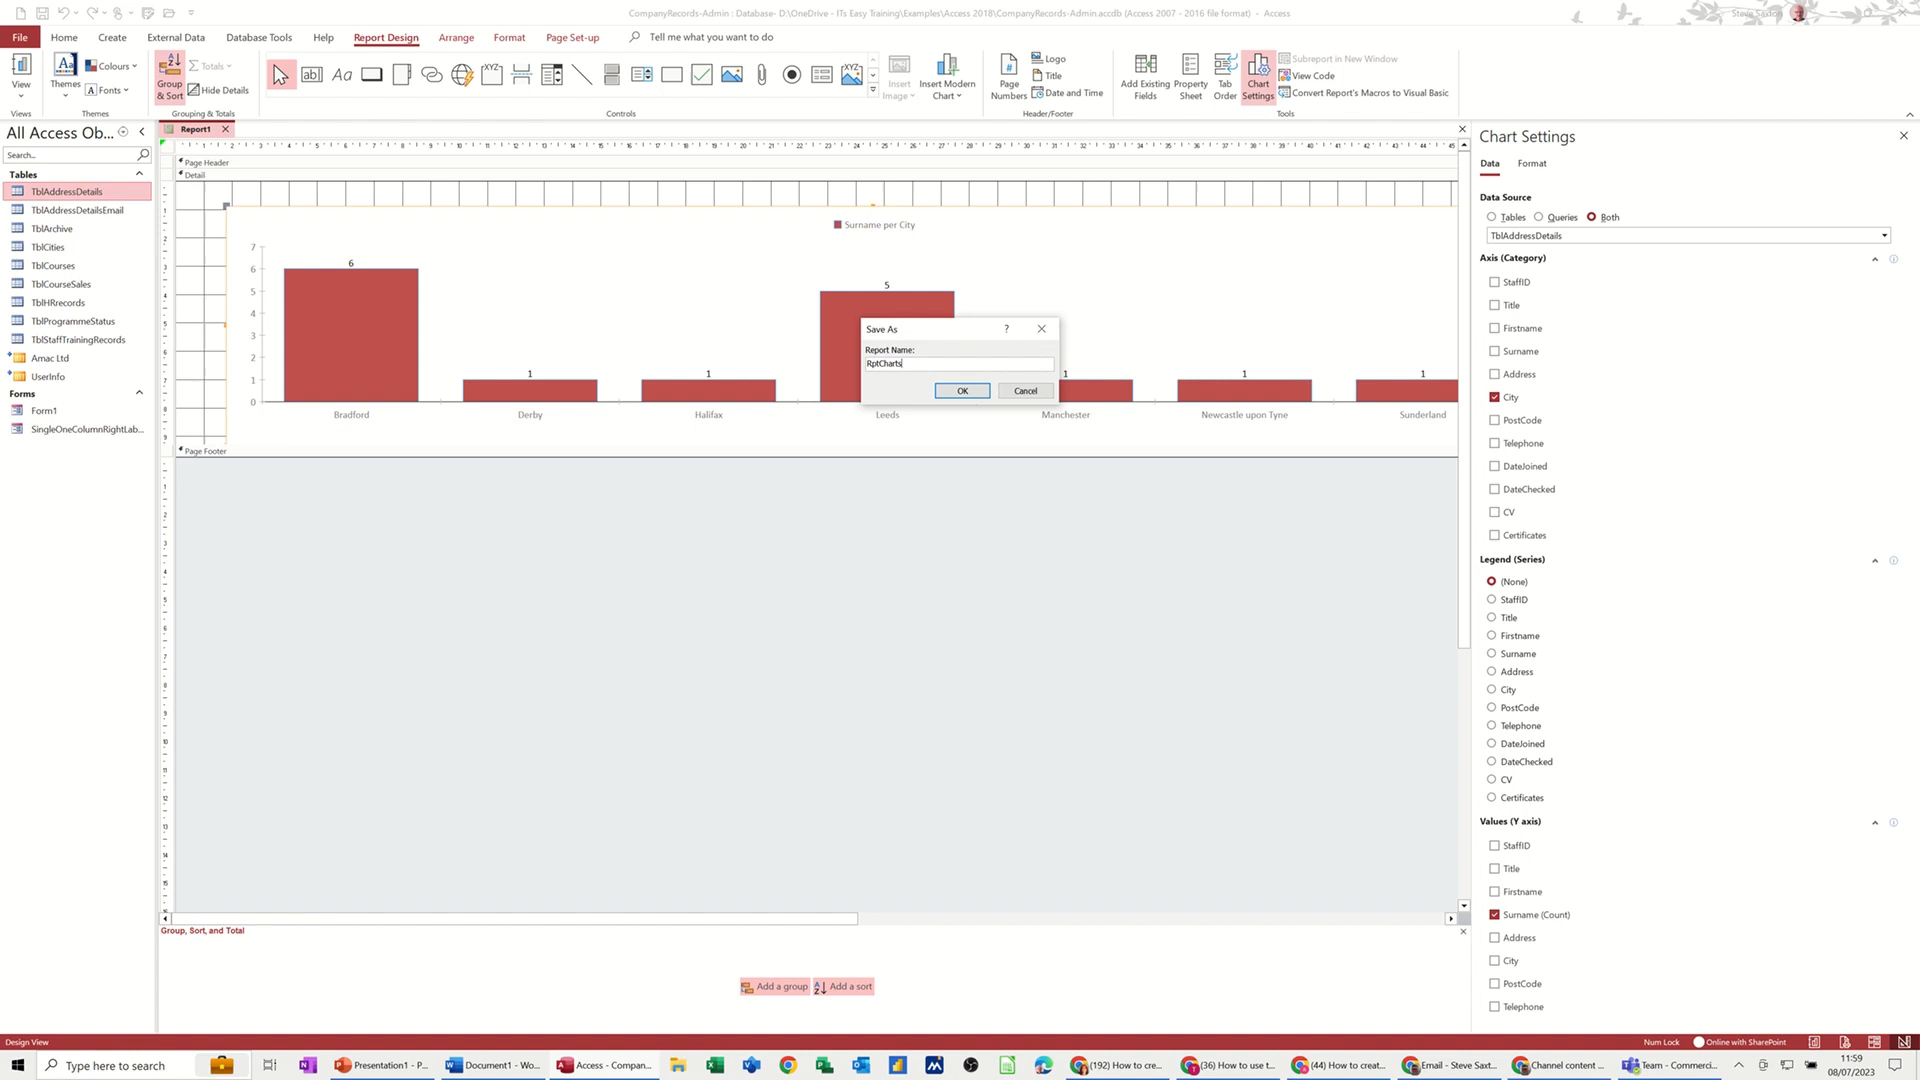 CompanyRecords-Admin : Database- D:\OneDrive - ITs Easy Training\Examples\Access 2018\CompanyRecords-Admin.accdb (Access 2007 - 2016 file format) - Access
Steve Saxton
File Home Create External Data Database Tools Help Report Design Arrange Format Page Set-up Tell me what you want to do
View
Views
Themes
Colours
Fonts
Themes
Group & Sort
Totals
Hide Details
Grouping & Totals
Controls
Insert Image
Insert Modern Chart
Page Numbers
Logo
Title
Date and Time
Header/Footer
Add Existing Fields
Property Sheet
Tab Order
Chart Settings
Subreport in New Window
View Code
Convert Report's Macros to Visual Basic
Tools
All Access Ob...
Search...
Tables
TblAddressDetails
TblAddressDetailsEmail
TblArchive
TblCities
TblCourses
TblCourseSales
TblHRrecords
TblProgrammeStatus
TblStaffTrainingRecords
Amac Ltd
UserInfo
Forms
Form1
SingleOneColumnRightLab...
Report1
Page Header
Detail
Surname per City
7
6
5
4
3
2
1
0
6 1 1 5 1 1 1
Bradford Derby Halifax Leeds Manchester Newcastle upon Tyne Sunderland
Save As
Report Name:
RptCharts
OK Cancel
Page Footer
Group, Sort, and Total
Add a group Add a sort
Chart Settings
Data Format
Data Source
Tables Queries Both
TblAddressDetails
Axis (Category)
StaffID
Title
Firstname
Surname
Address
City
PostCode
Telephone
DateJoined
DateChecked
CV
Certificates
Legend (Series)
(None)
StaffID
Title
Firstname
Surname
Address
City
PostCode
Telephone
DateJoined
DateChecked
CV
Certificates
Values (Y axis)
StaffID
Title
Firstname
Surname (Count)
Address
City
PostCode
Telephone
Design View
Num Lock Online with SharePoint
Type here to search
Presentation1 - P...
Document1 - Wo...
Access - Compan...
(192) How to cre...
(36) How to use t...
(44) How to creat...
Email - Steve Saxt...
Channel content ...
Team - Commerci...
11:59
08/07/2023